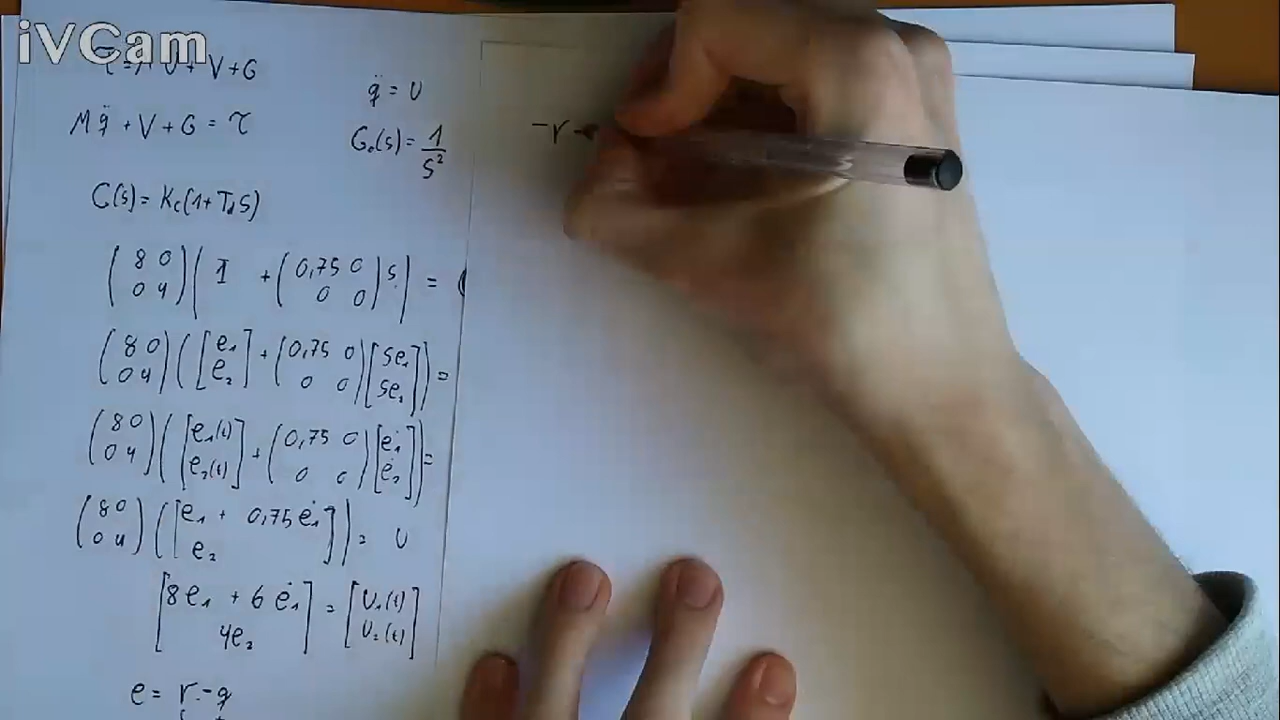 iVCam
τ = M U + V + G
M q̈ + V + G = τ
q̈ = U
G₀(s) = 1/s²
C(s) = Kc(1+Td s)
(8 0; 0 4) ( I + (0,75 0; 0 0) s ) = (
(8 0; 0 4) ( [e₁; e₂] + (0,75 0; 0 0) [se₁; se₂] ) =
(8 0; 0 4) ( [e₁(t); e₂(t)] + (0,75 0; 0 0) [ė₁; ė₂] ) =
(8 0; 0 4) ( [e₁ + 0,75 ė₁; e₂] ) = U
[8e₁ + 6ė₁; 4e₂] = [U₁(t); U₂(t)]
e = r - q
-r